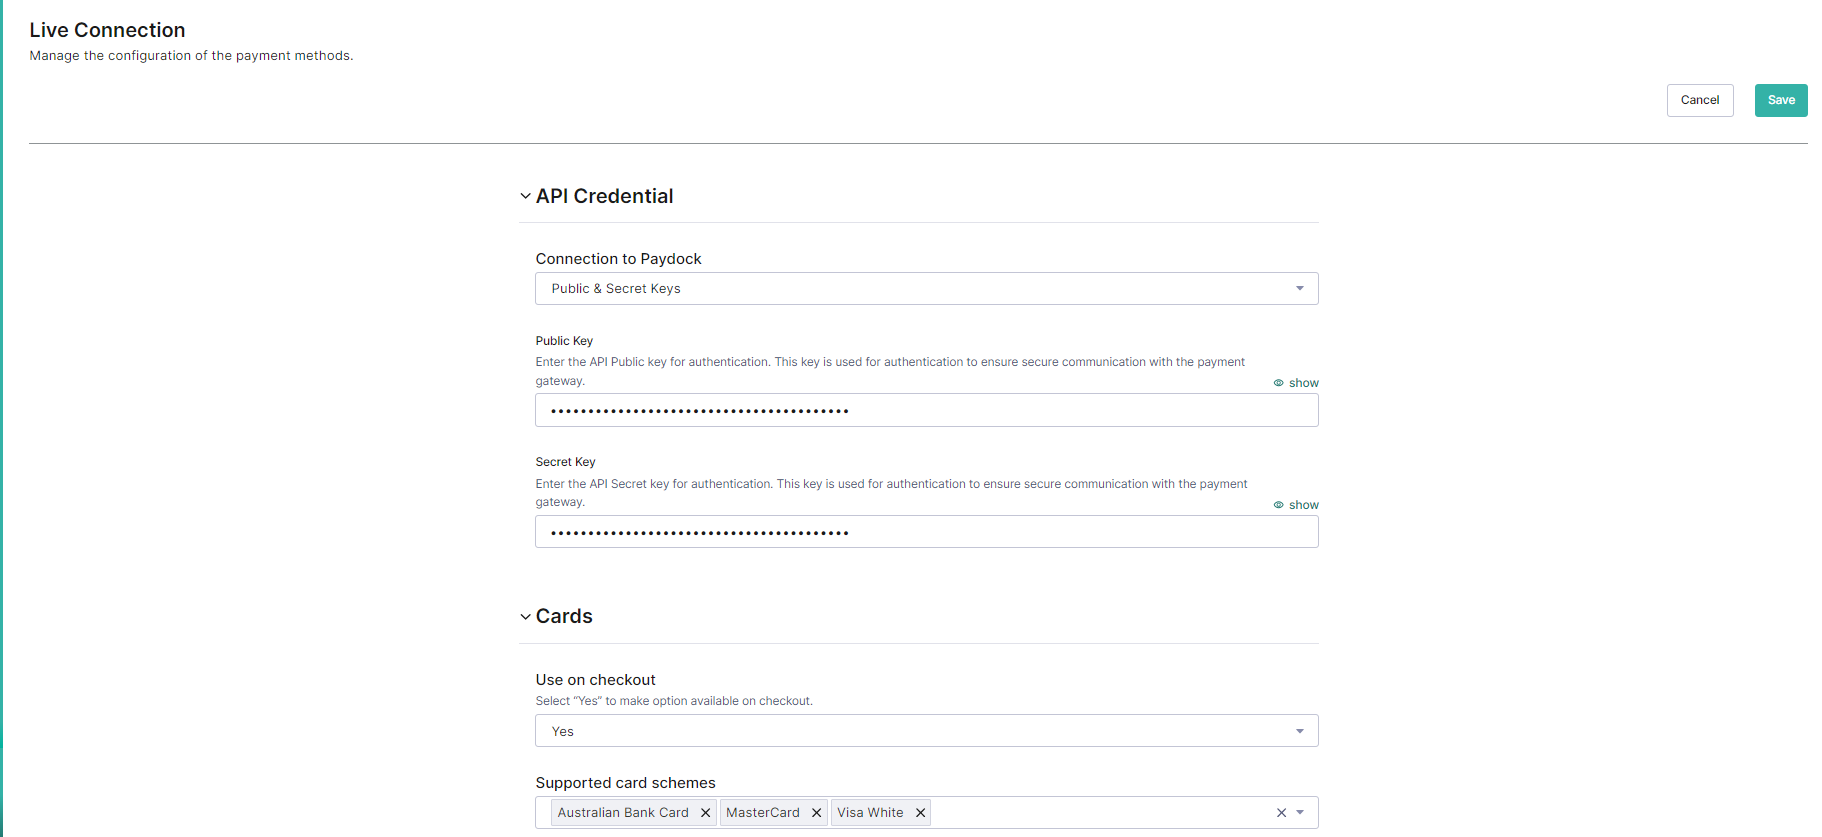 Live Connection
Manage the configuration of the payment methods.
Cancel
Save
API Credential
Connection to Paydock
Public & Secret Keys
Public Key
Enter the API Public key for authentication. This key is used for authentication to ensure secure communication with the payment
gateway.
show
••••••••••••••••••••••••••••••••••••••••
Secret Key
Enter the API Secret key for authentication. This key is used for authentication to ensure secure communication with the payment
gateway.
show
••••••••••••••••••••••••••••••••••••••••
Cards
Use on checkout
Select “Yes” to make option available on checkout.
Yes
Supported card schemes
Australian Bank Card MasterCard Visa White